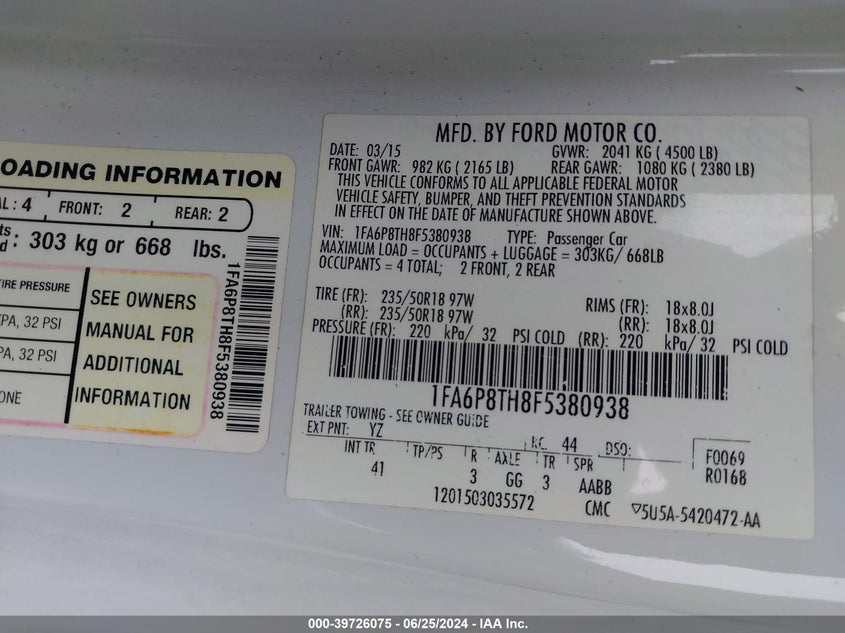 OADING INFORMATION
AL: 4 FRONT: 2 REAR: 2
303 kg or 668 lbs.
TIRE PRESSURE
PA, 32 PSI
PA, 32 PSI
ONE
SEE OWNERS
MANUAL FOR
ADDITIONAL
INFORMATION
1FA6P8TH8F5380938
MFD. BY FORD MOTOR CO.
DATE: 03/15 GVWR: 2041 KG ( 4500 LB)
FRONT GAWR: 982 KG ( 2165 LB) REAR GAWR: 1080 KG ( 2380 LB)
THIS VEHICLE CONFORMS TO ALL APPLICABLE FEDERAL MOTOR
VEHICLE SAFETY, BUMPER, AND THEFT PREVENTION STANDARDS
IN EFFECT ON THE DATE OF MANUFACTURE SHOWN ABOVE.
VIN: 1FA6P8TH8F5380938 TYPE: Passenger Car
MAXIMUM LOAD = OCCUPANTS + LUGGAGE = 303KG/ 668LB
OCCUPANTS = 4 TOTAL; 2 FRONT, 2 REAR
TIRE (FR): 235/50R18 97W RIMS (FR): 18x8.0J
(RR): 235/50R18 97W (RR): 18x8.0J
PRESSURE (FR): 220 kPa/ 32 PSI COLD (RR): 220 kPa/ 32 PSI COLD
1FA6P8TH8F5380938
TRAILER TOWING - SEE OWNER GUIDE
EXT PNT: YZ RC: 44 DSO: F0069
INT TR TP/PS R AXLE TR SPR R0168
41 3 GG 3 AABB
1201503035572 CMC ▽5U5A-5420472-AA
000-39726075 - 06/25/2024 - IAA Inc.